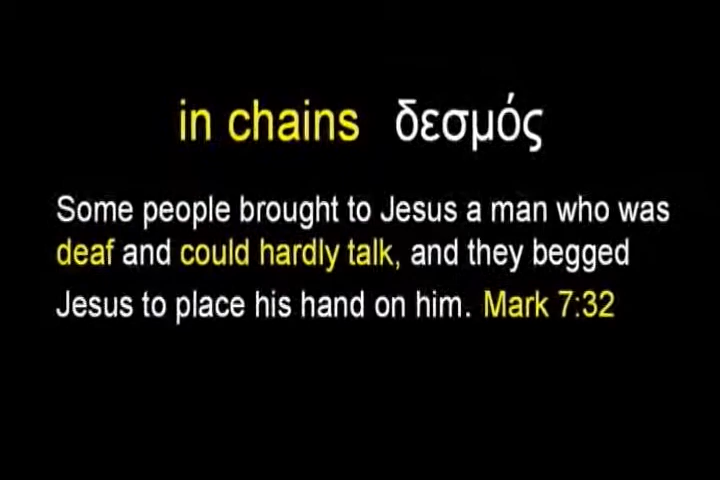 in chains δεσμός
Some people brought to Jesus a man who was
deaf and could hardly talk, and they begged
Jesus to place his hand on him. Mark 7:32